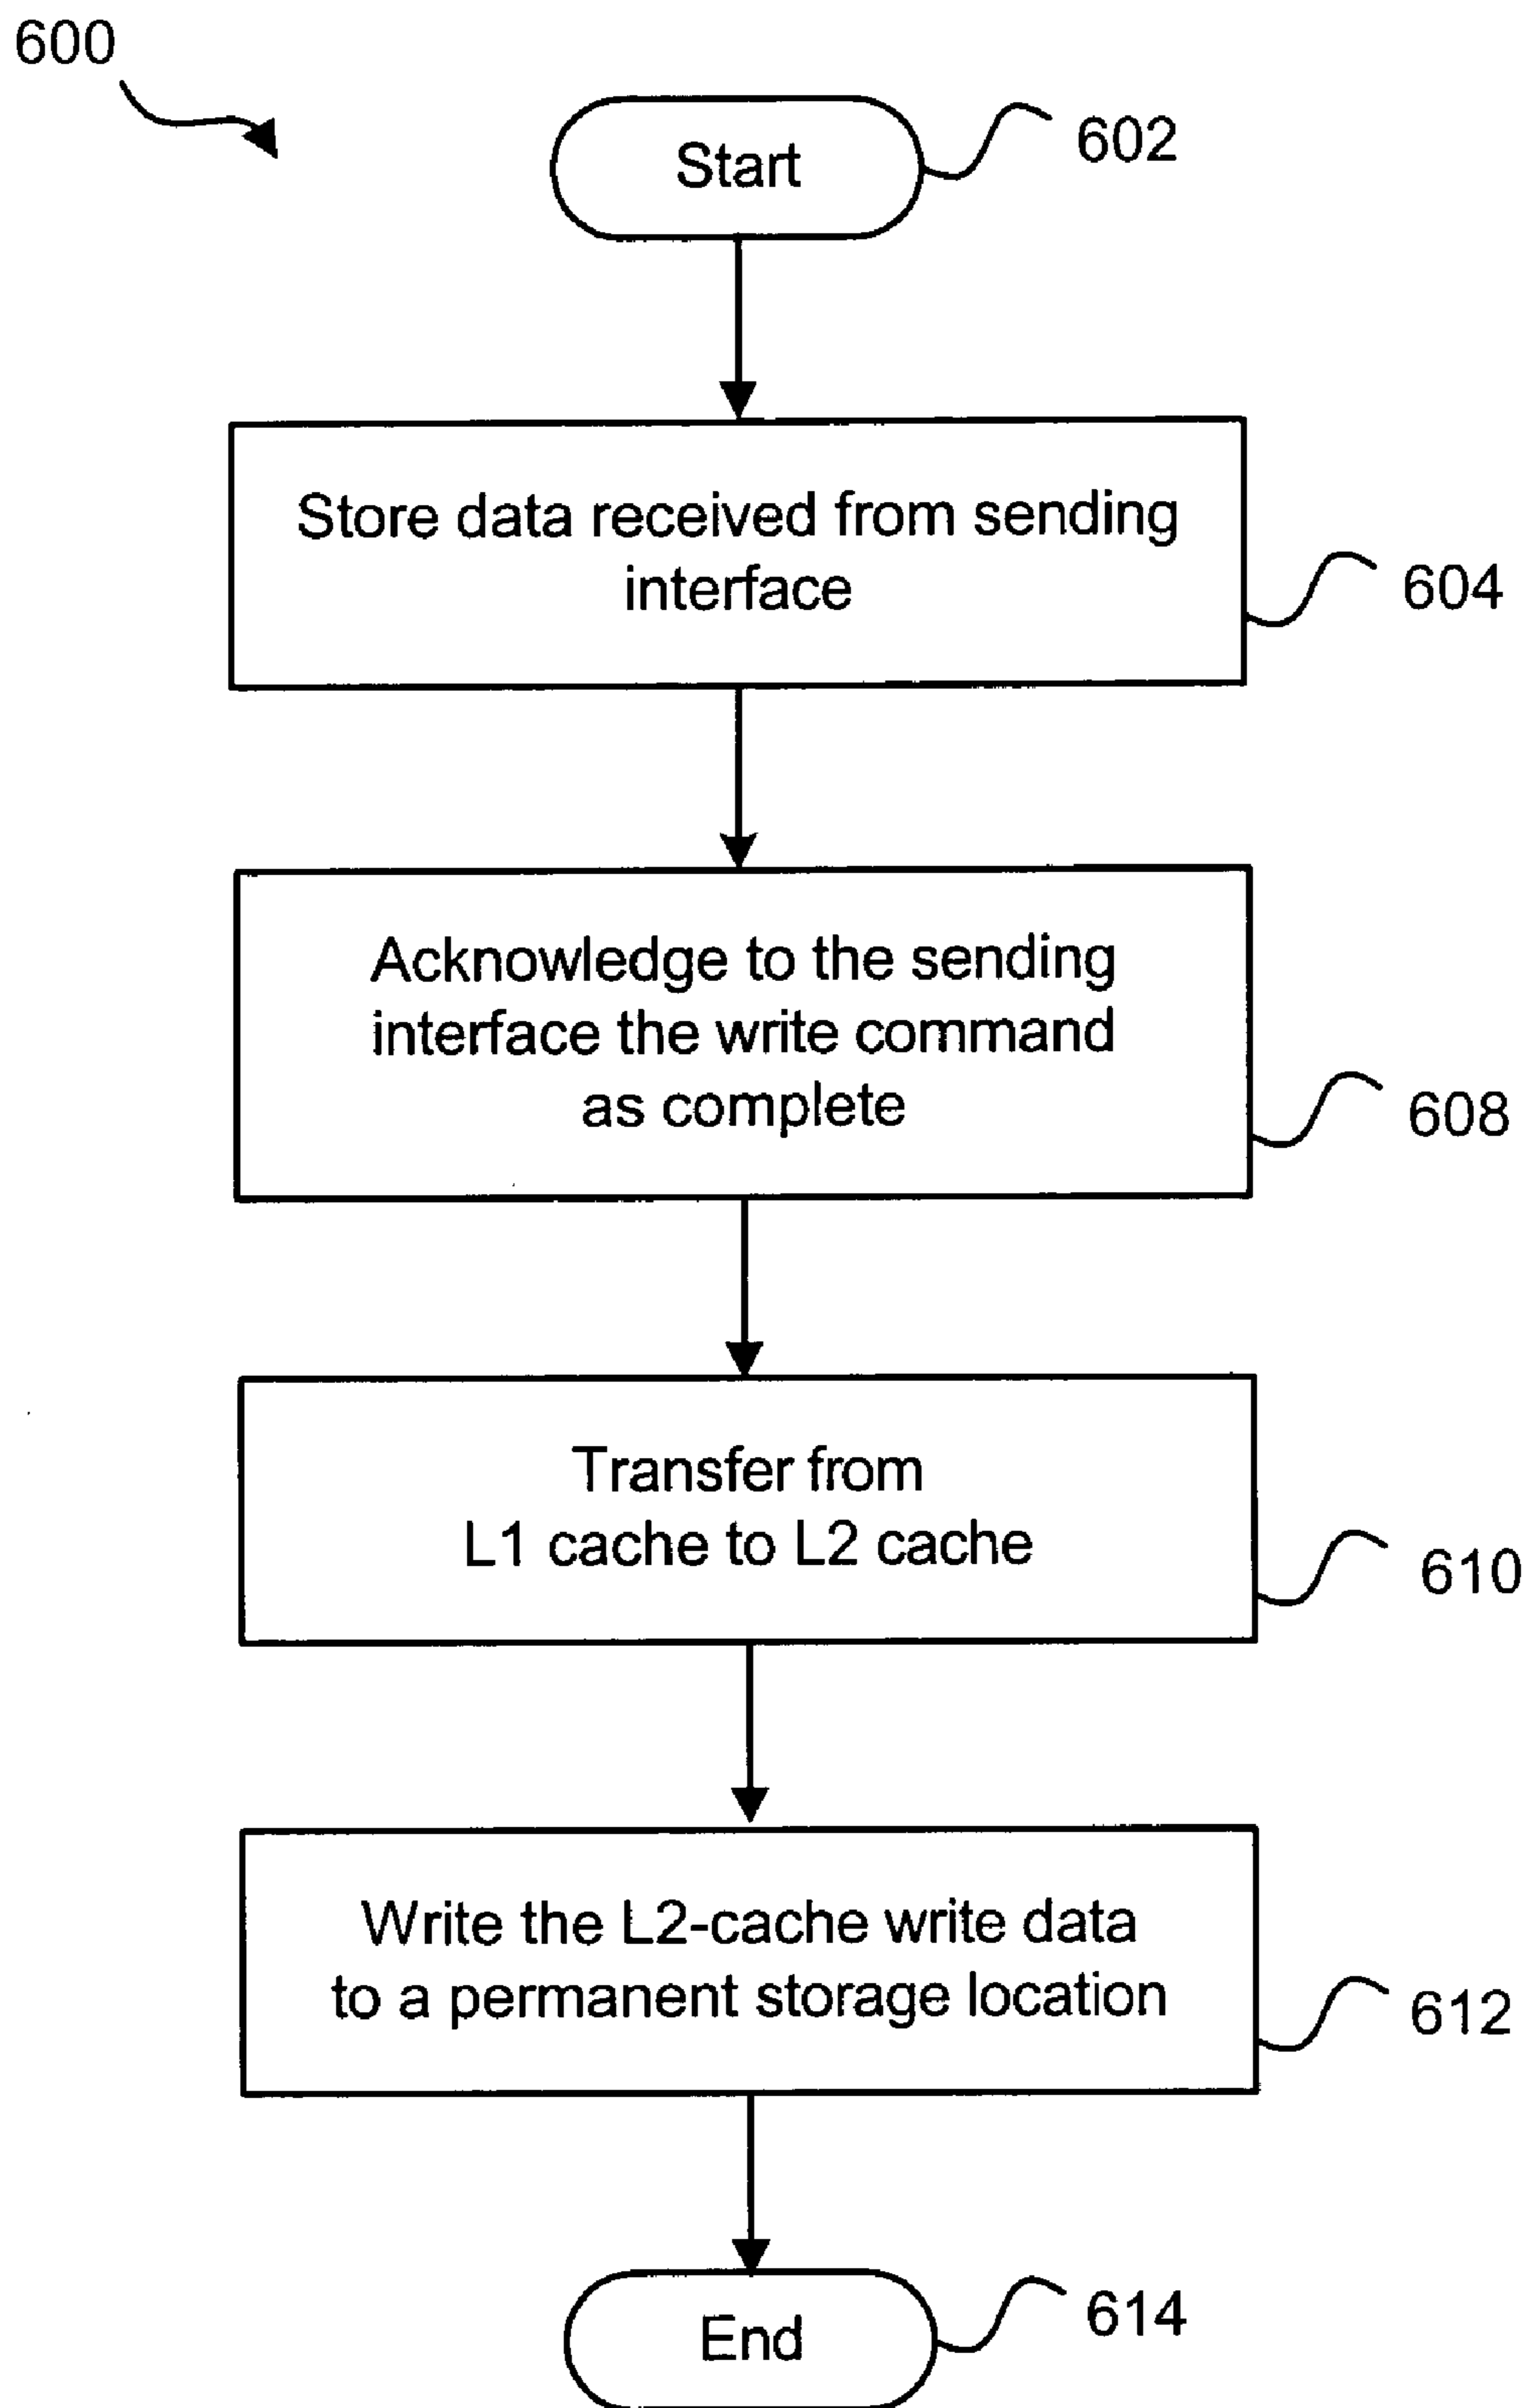 600
Start
602
Store data received from sending
interface
604
Acknowledge to the sending
interface the write command
as complete
608
Transfer from
L1 cache to L2 cache
610
Write the L2-cache write data
to a permanent storage location
612
End
614